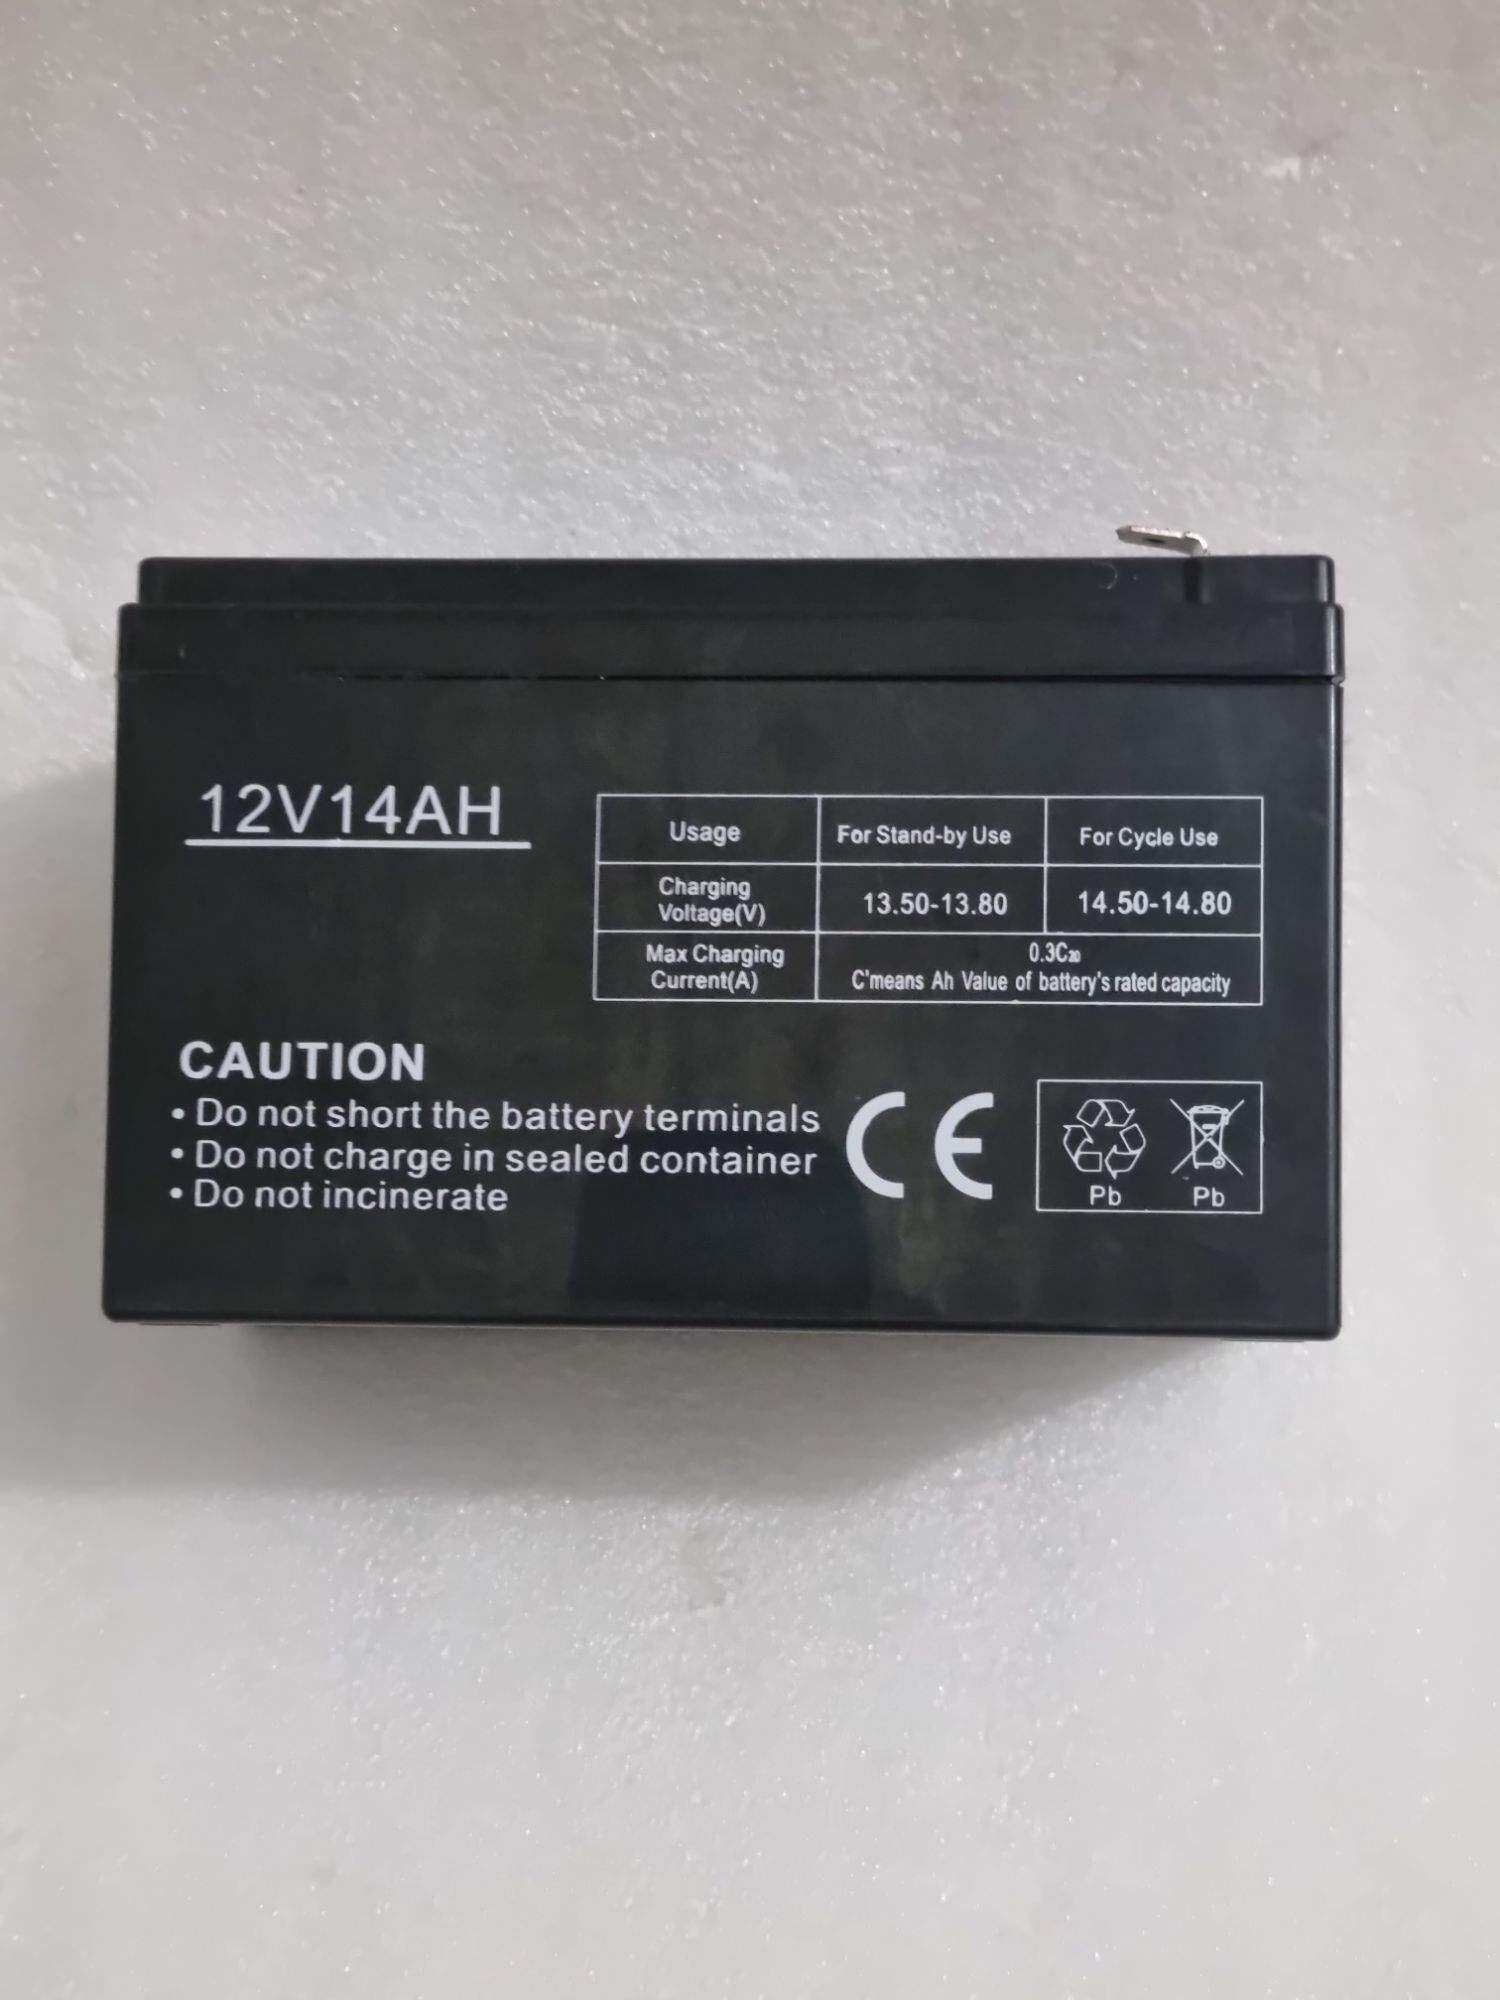 12V14AH
Usage For Stand-by Use For Cycle Use
Charging
Voltage(V) 13.50-13.80 14.50-14.80
Max Charging
Current(A)
0.3C₂₀
C'means Ah Value of battery's rated capacity
CAUTION
• Do not short the battery terminals
• Do not charge in sealed container
• Do not incinerate
CE
Pb Pb